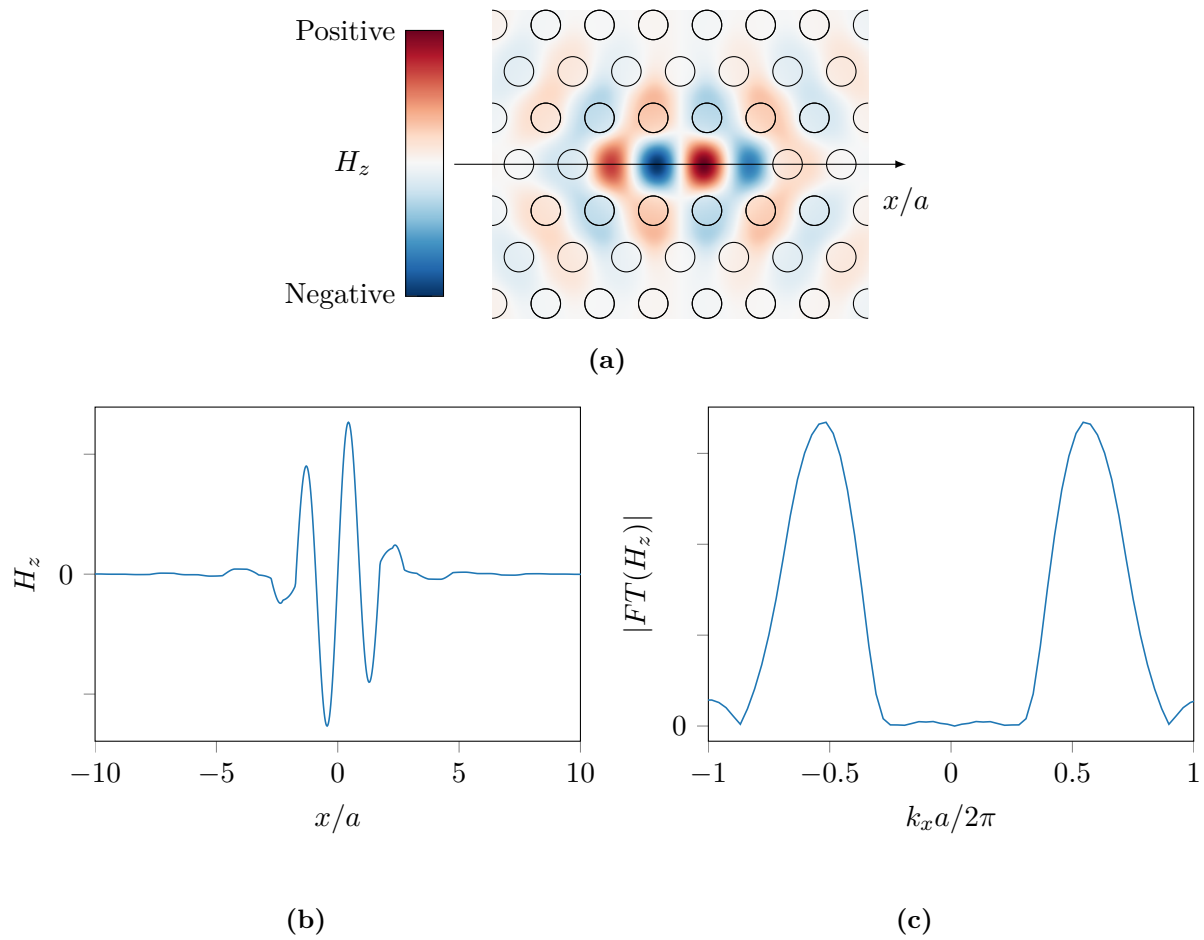 Positive
H_z
Negative
x/a
(a)
H_z
0
−10 −5 0 5 10
x/a
(b)
|FT(H_z)|
0
−1 −0.5 0 0.5 1
k_x a/2π
(c)